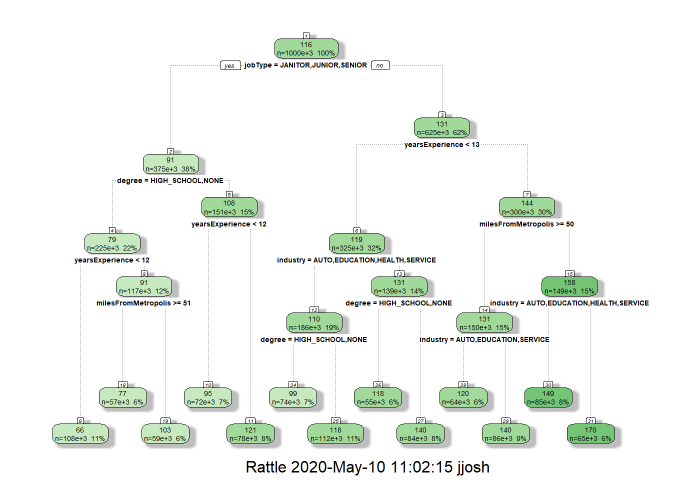 1
116
n=1000e+3 100%
yes jobType = JANITOR,JUNIOR,SENIOR no
3
131
n=625e+3 62%
yearsExperience < 13
2
91
n=375e+3 38%
degree = HIGH_SCHOOL,NONE
5
108
n=151e+3 15%
yearsExperience < 12
7
144
n=300e+3 30%
milesFromMetropolis >= 50
4
79
n=225e+3 22%
yearsExperience < 12
6
119
n=325e+3 32%
industry = AUTO,EDUCATION,HEALTH,SERVICE
9
91
n=117e+3 12%
milesFromMetropolis >= 51
13
131
n=139e+3 14%
degree = HIGH_SCHOOL,NONE
15
158
n=149e+3 15%
industry = AUTO,EDUCATION,HEALTH,SERVICE
12
110
n=186e+3 19%
degree = HIGH_SCHOOL,NONE
14
131
n=150e+3 15%
industry = AUTO,EDUCATION,SERVICE
18
77
n=57e+3 6%
10
95
n=72e+3 7%
24
99
n=74e+3 7%
26
118
n=55e+3 6%
28
120
n=64e+3 6%
30
149
n=85e+3 8%
8
66
n=108e+3 11%
19
103
n=59e+3 6%
11
121
n=78e+3 8%
25
118
n=112e+3 11%
27
140
n=84e+3 8%
29
140
n=86e+3 9%
31
170
n=65e+3 6%
Rattle 2020-May-10 11:02:15 jjosh